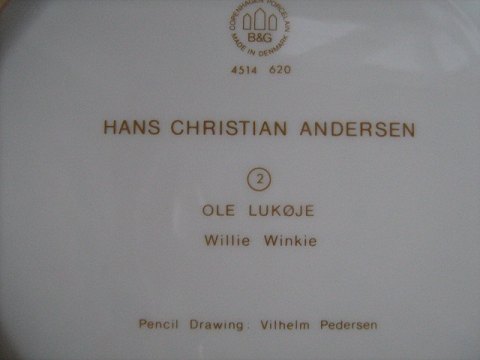 COPENHAGEN PORCELAIN
B&G
MADE IN DENMARK
4514 620
HANS CHRISTIAN ANDERSEN
2
OLE LUKØJE
Willie Winkie
Pencil Drawing: Vilhelm Pedersen